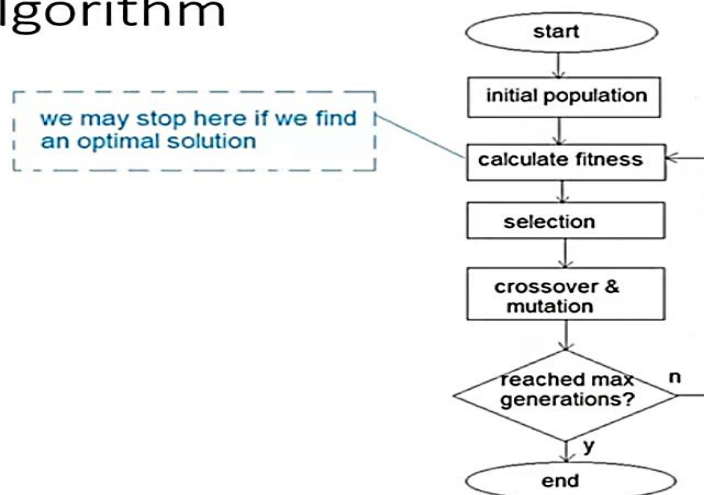 lgorithm
start
initial population
we may stop here if we find
an optimal solution
calculate fitness
selection
crossover &
mutation
reached max
generations?
n
y
end